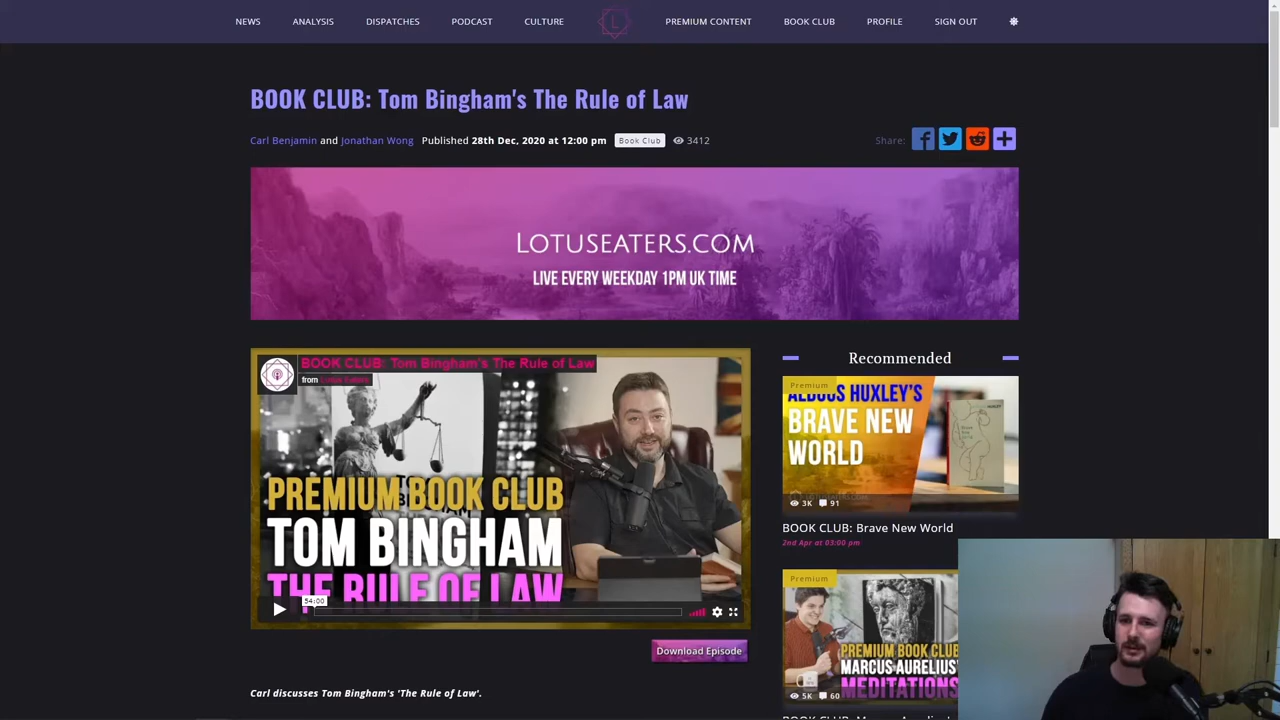 NEWS
ANALYSIS
DISPATCHES
PODCAST
CULTURE
L
PREMIUM CONTENT
BOOK CLUB
PROFILE
SIGN OUT
BOOK CLUB: Tom Bingham's The Rule of Law
Carl Benjamin and Jonathan Wong Published 28th Dec, 2020 at 12:00 pm Book Club 3412
Share:
LOTUSEATERS.COM
LIVE EVERY WEEKDAY 1PM UK TIME
BOOK CLUB: Tom Bingham's The Rule of Law
from Lotus Eaters
PREMIUM BOOK CLUB
TOM BINGHAM
THE RULE OF LAW
54:00
Download Episode
Carl discusses Tom Bingham's 'The Rule of Law'.
Recommended
Premium
ALDOUS HUXLEY'S
BRAVE NEW
WORLD
3K 91
BOOK CLUB: Brave New World
2nd Apr at 03:00 pm
Premium
PREMIUM BOOK CLUB
MARCUS AURELIUS'
MEDITATIONS
5K 60